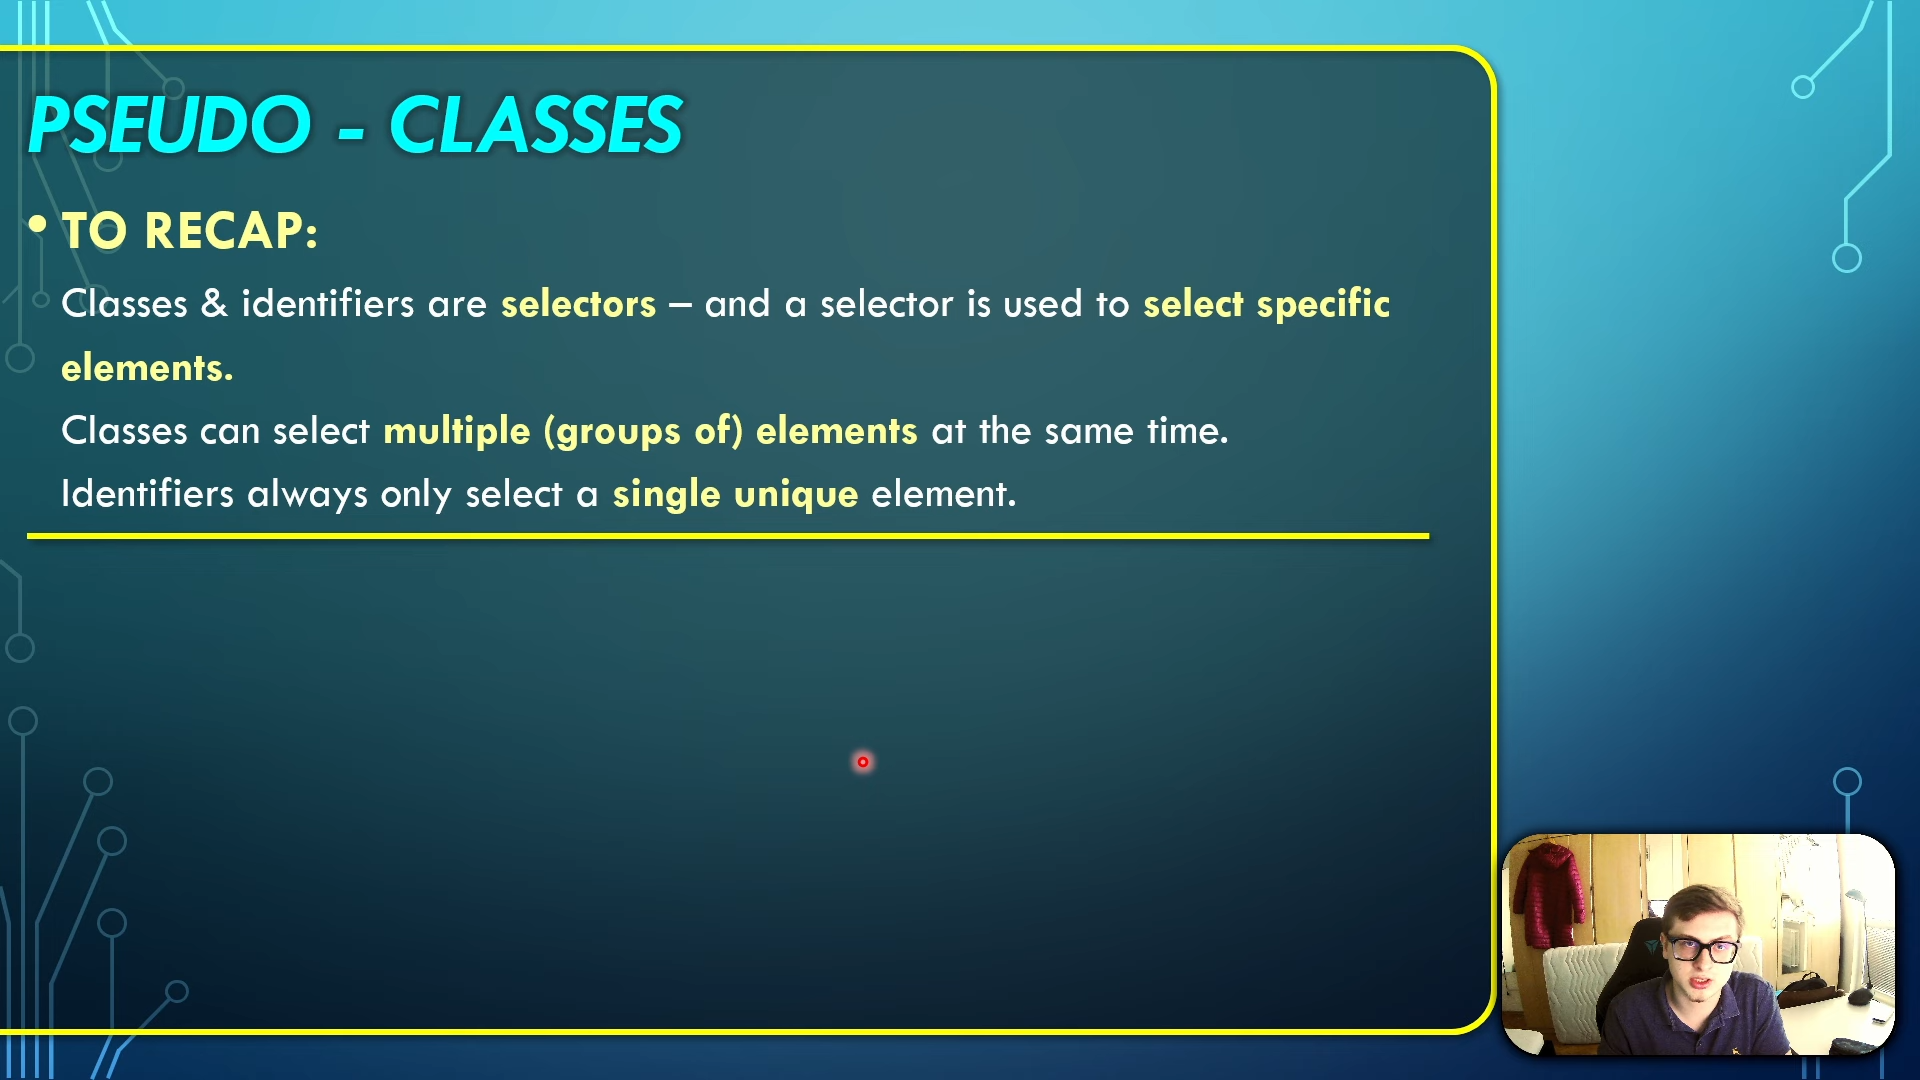 PSEUDO - CLASSES
• TO RECAP:
Classes & identifiers are selectors – and a selector is used to select specific
elements.
Classes can select multiple (groups of) elements at the same time.
Identifiers always only select a single unique element.